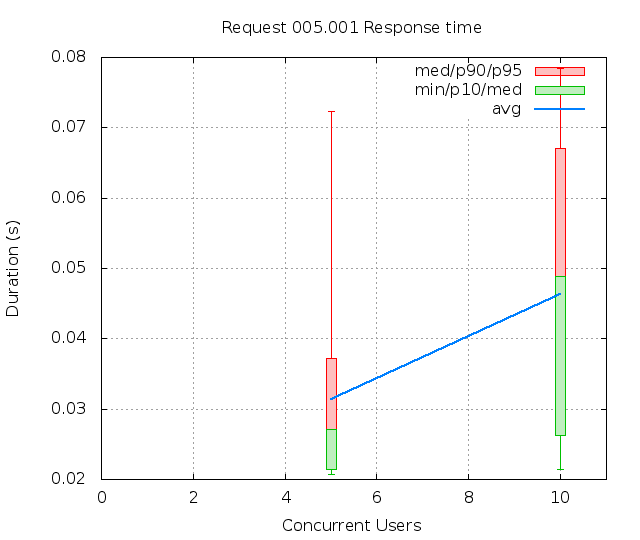 Request 005.001 Response time
0.08
med/p90/p95
min/p10/med
avg
0.07
0.06
0.05
0.04
0.03
0.02
Duration (s)
0 2 4 6 8 10
Concurrent Users